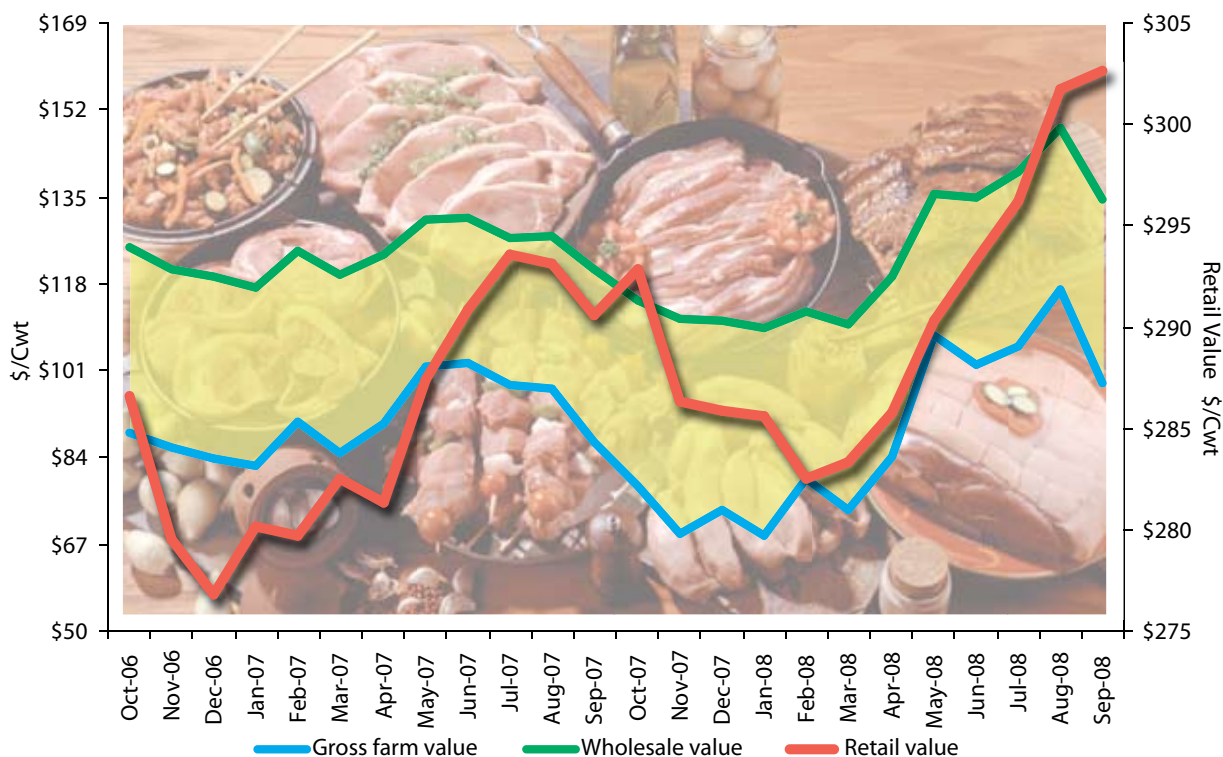 $169
$152
$135
$118
$101
$84
$67
$50
$/Cwt
$305
$300
$295
$290
$285
$280
$275
Retail Value $/Cwt
Oct-06
Nov-06
Dec-06
Jan-07
Feb-07
Mar-07
Apr-07
May-07
Jun-07
Jul-07
Aug-07
Sep-07
Oct-07
Nov-07
Dec-07
Jan-08
Feb-08
Mar-08
Apr-08
May-08
Jun-08
Jul-08
Aug-08
Sep-08
Gross farm value
Wholesale value
Retail value